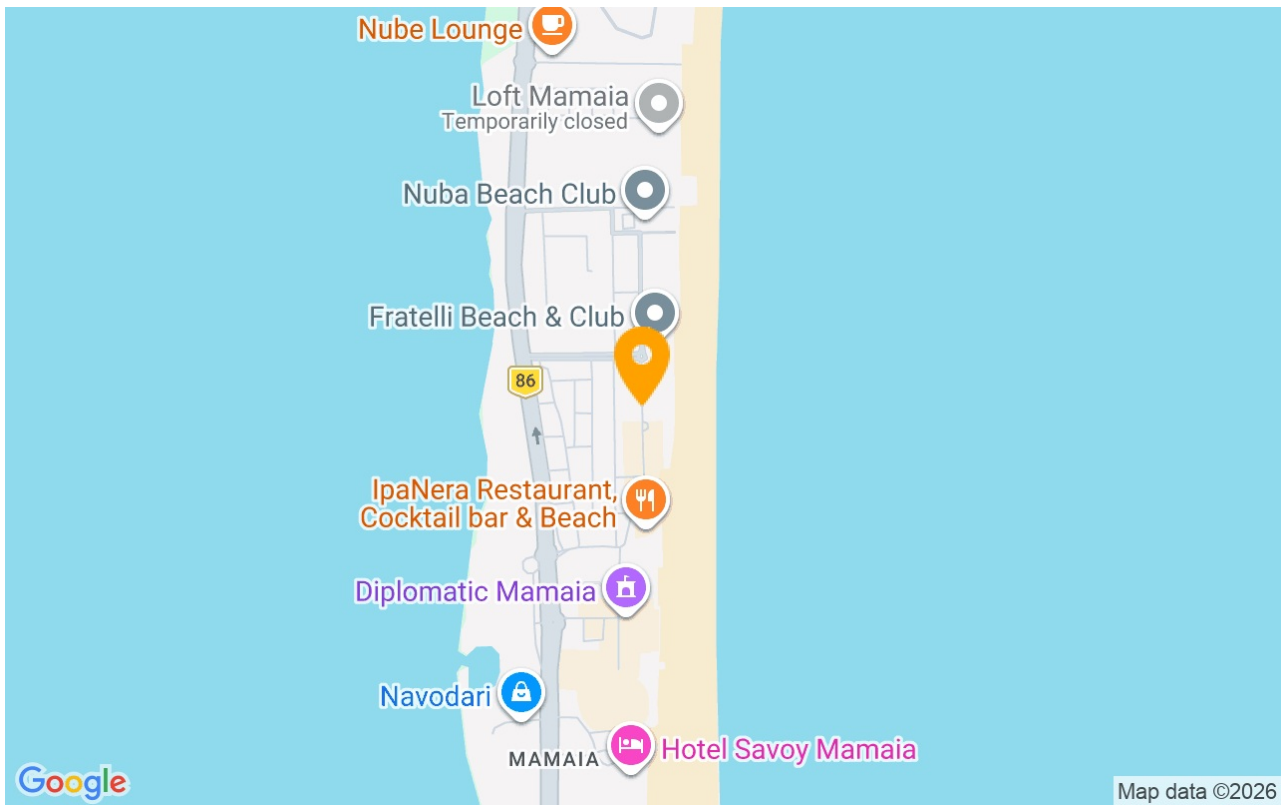 Nube Lounge
Loft Mamaia
Temporarily closed
Nuba Beach Club
Fratelli Beach & Club
86
IpaNera Restaurant,
Cocktail bar & Beach
Diplomatic Mamaia
Navodari
Hotel Savoy Mamaia
MAMAIA
Google
Map data ©2026